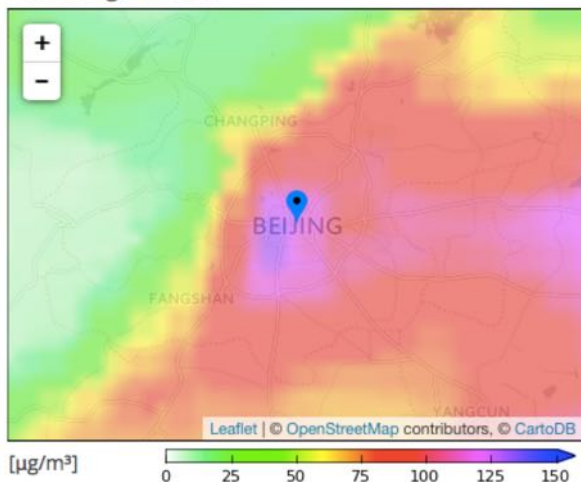 +
−
CHANGPING
BEIJING
FANGSHAN
YANGCUN
Leaflet | © OpenStreetMap contributors, © CartoDB
[µg/m³]
0 25 50 75 100 125 150